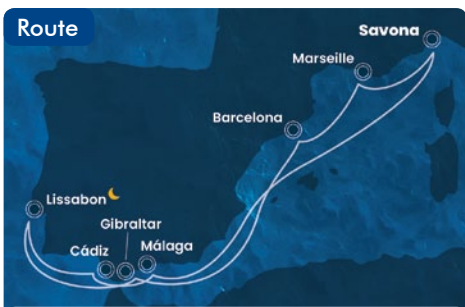 Route
Savona
Marseille
Barcelona
Lissabon
Gibraltar
Cádiz
Málaga